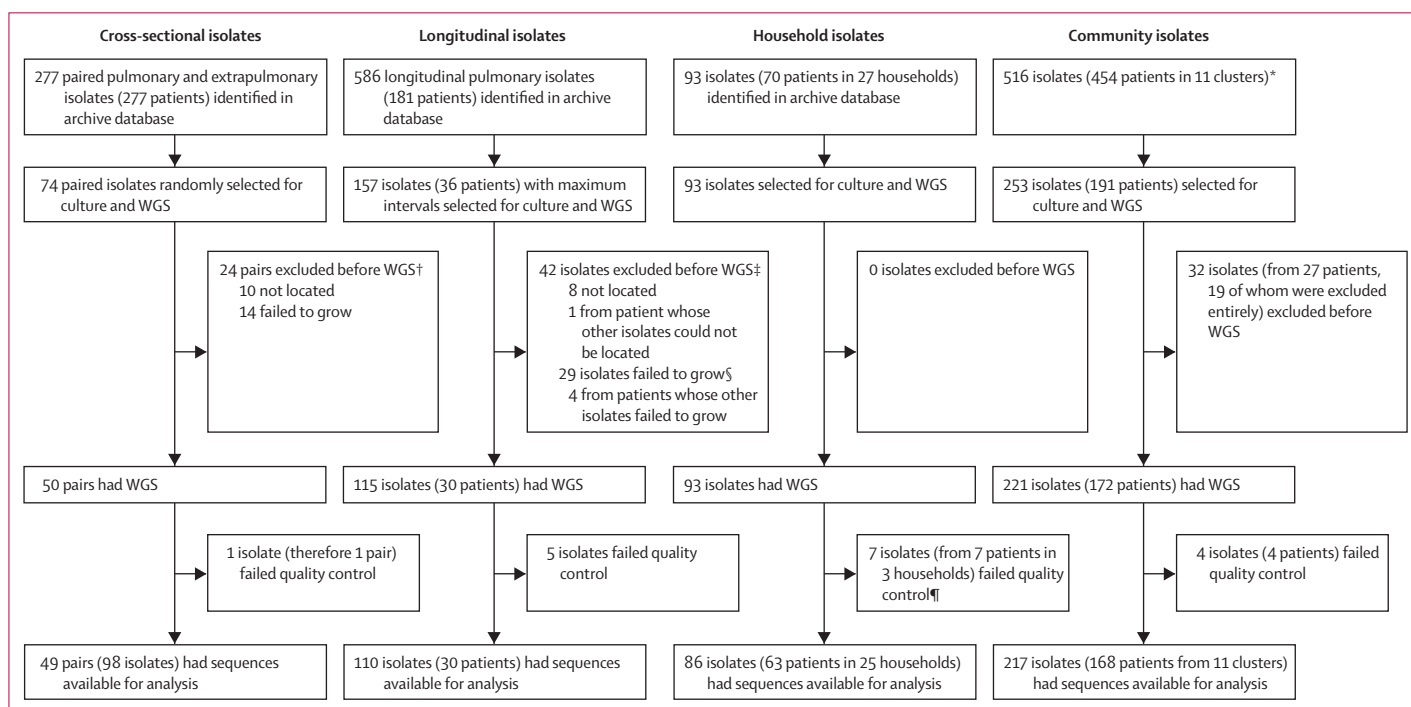 Cross-sectional isolates
277 paired pulmonary and extrapulmonary
isolates (277 patients) identified in
archive database
74 paired isolates randomly selected for
culture and WGS
24 pairs excluded before WGS†
10 not located
14 failed to grow
50 pairs had WGS
1 isolate (therefore 1 pair)
failed quality control
49 pairs (98 isolates) had sequences
available for analysis
Longitudinal isolates
586 longitudinal pulmonary isolates
(181 patients) identified in archive
database
157 isolates (36 patients) with maximum
intervals selected for culture and WGS
42 isolates excluded before WGS‡
8 not located
1 from patient whose
other isolates could not
be located
29 isolates failed to grow§
4 from patients whose other
isolates failed to grow
115 isolates (30 patients) had WGS
5 isolates failed quality
control
110 isolates (30 patients) had sequences
available for analysis
Household isolates
93 isolates (70 patients in 27 households)
identified in archive database
93 isolates selected for culture and WGS
0 isolates excluded before WGS
93 isolates had WGS
7 isolates (from 7 patients in
3 households) failed quality
control¶
86 isolates (63 patients in 25 households)
had sequences available for analysis
Community isolates
516 isolates (454 patients in 11 clusters)*
253 isolates (191 patients) selected for
culture and WGS
32 isolates (from 27 patients,
19 of whom were excluded
entirely) excluded before
WGS
221 isolates (172 patients) had WGS
4 isolates (4 patients) failed
quality control
217 isolates (168 patients from 11 clusters)
had sequences available for analysis